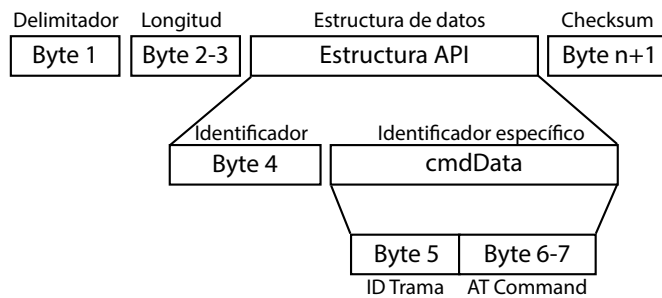 Delimitador Longitud Estructura de datos Checksum
Byte 1 Byte 2-3 Estructura API Byte n+1
Identificador Identificador específico
Byte 4 cmdData
Byte 5 Byte 6-7
ID Trama AT Command